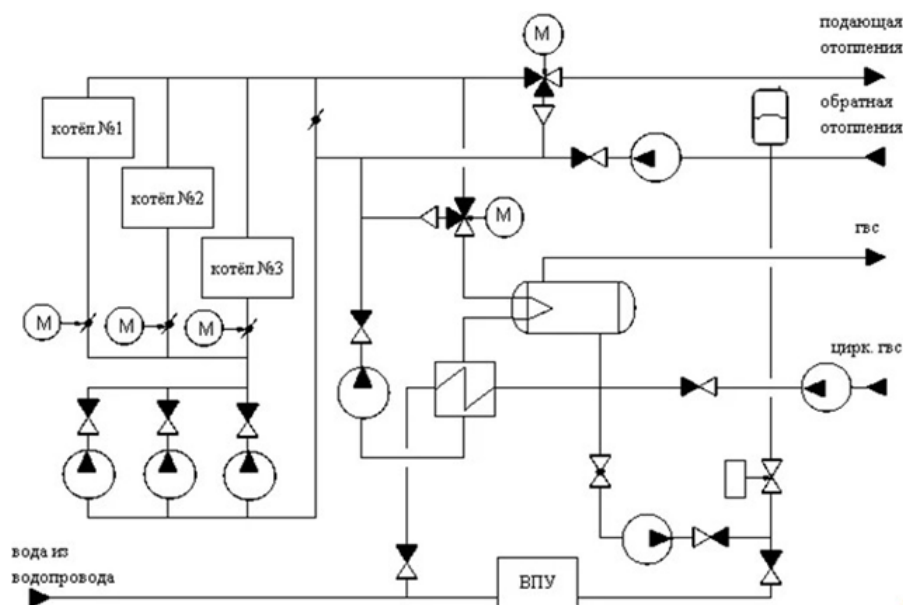 подающая
отопления
M
обратная
отопления
котёл №1
котёл №2
M
гвс
котёл №3
M
M
M
цирк. гвс
вода из
водопровода
ВПУ